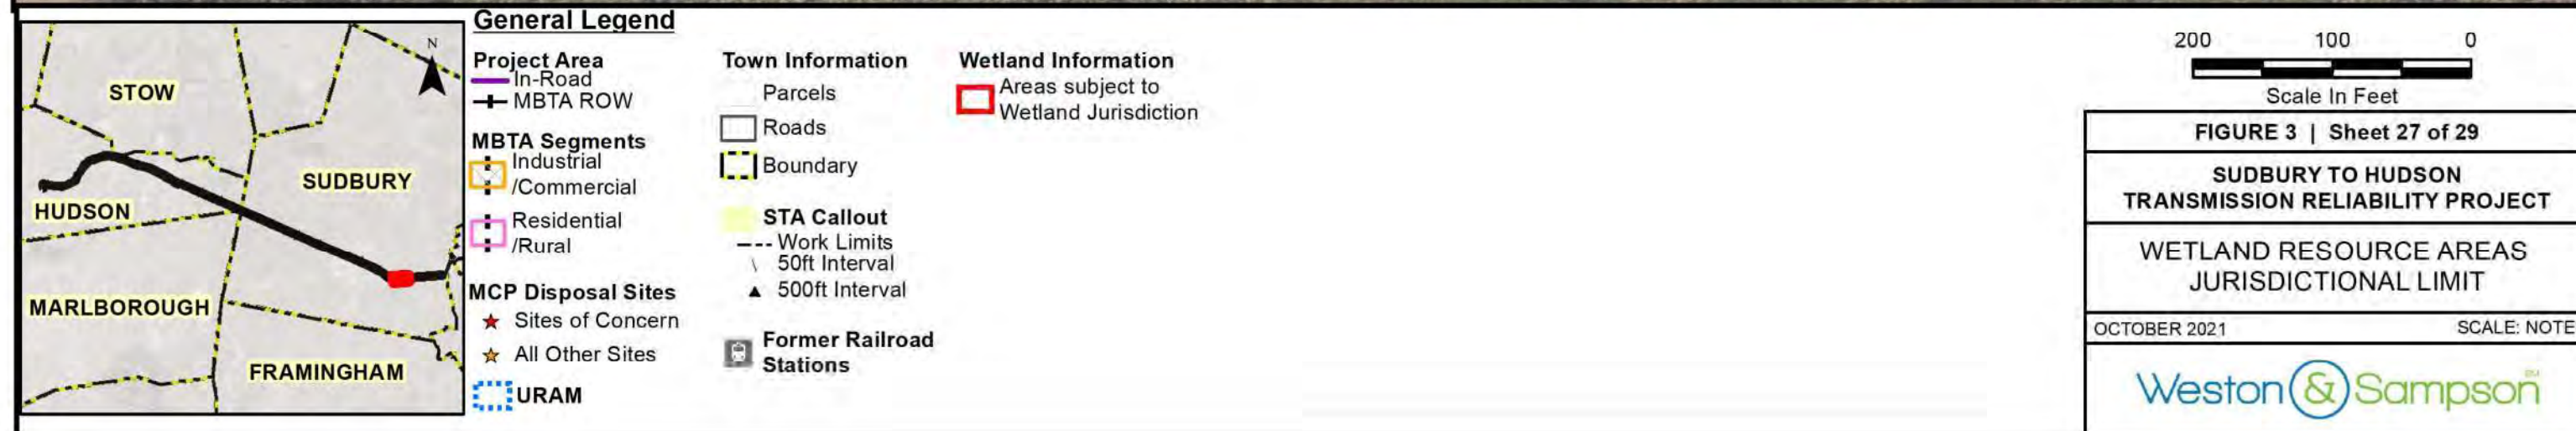 N
STOW
SUDBURY
HUDSON
MARLBOROUGH
FRAMINGHAM
General Legend
Project Area
In-Road
MBTA ROW
MBTA Segments
Industrial
/Commercial
Residential
/Rural
MCP Disposal Sites
Sites of Concern
All Other Sites
URAM
Town Information
Parcels
Roads
Boundary
STA Callout
Work Limits
50ft Interval
500ft Interval
Former Railroad
Stations
Wetland Information
Areas subject to
Wetland Jurisdiction
200 100 0
Scale In Feet
FIGURE 3 | Sheet 27 of 29
SUDBURY TO HUDSON
TRANSMISSION RELIABILITY PROJECT
WETLAND RESOURCE AREAS
JURISDICTIONAL LIMIT
OCTOBER 2021 SCALE: NOTE
Weston & Sampson